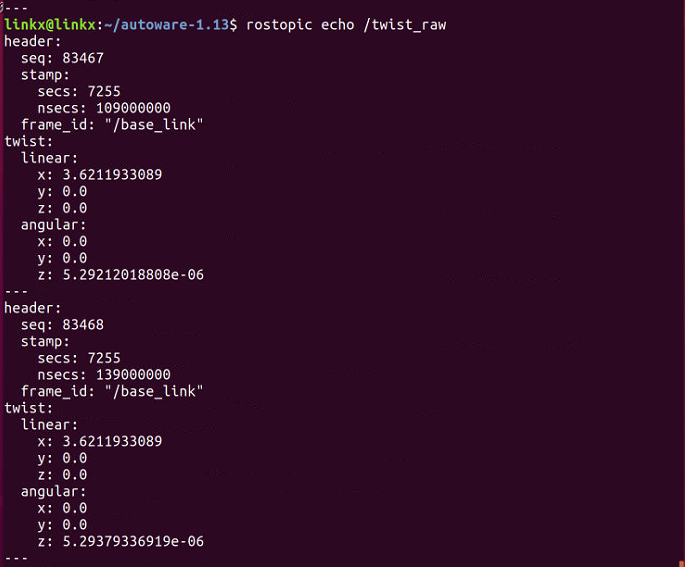 ---
linkx@linkx:~/autoware-1.13$ rostopic echo /twist_raw
header:
  seq: 83467
  stamp:
    secs: 7255
    nsecs: 109000000
  frame_id: "/base_link"
twist:
  linear:
    x: 3.6211933089
    y: 0.0
    z: 0.0
  angular:
    x: 0.0
    y: 0.0
    z: 5.29212018808e-06
---
header:
  seq: 83468
  stamp:
    secs: 7255
    nsecs: 139000000
  frame_id: "/base_link"
twist:
  linear:
    x: 3.6211933089
    y: 0.0
    z: 0.0
  angular:
    x: 0.0
    y: 0.0
    z: 5.29379336919e-06
---